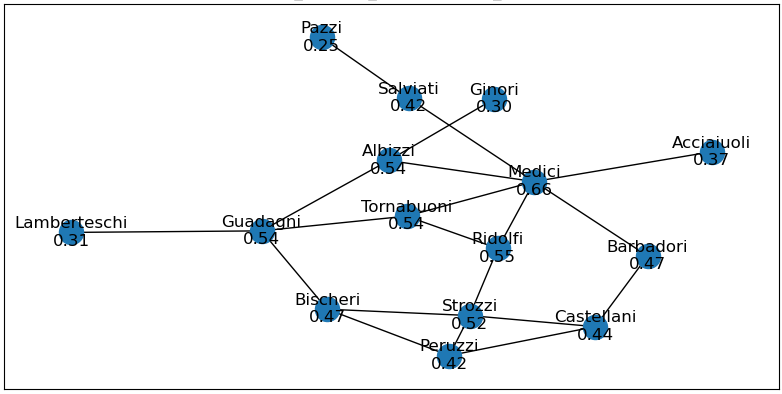 Pazzi
0.25
Salviati
0.42
Ginori
0.30
Acciaiuoli
0.37
Albizzi
0.54
Medici
0.66
Tornabuoni
0.54
Lamberteschi
0.31
Guadagni
0.54
Ridolfi
0.55
Barbadori
0.47
Bischeri
0.47
Strozzi
0.52
Castellani
0.44
Peruzzi
0.42